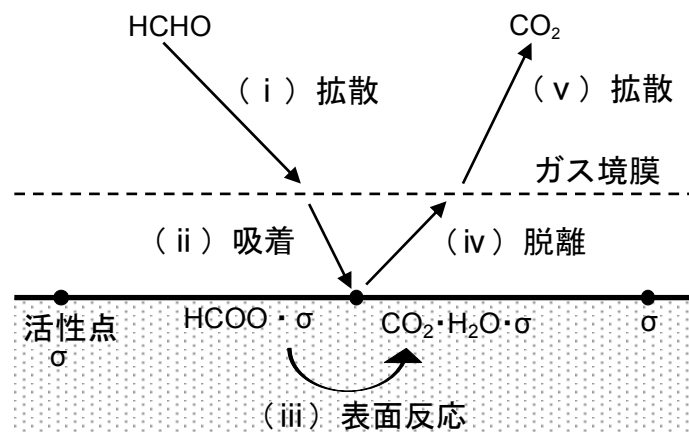 HCHO
CO₂
(ⅰ) 拡散
(ⅴ) 拡散
ガス境膜
(ⅱ) 吸着
(ⅳ) 脱離
活性点
σ
HCOO・σ
CO₂・H₂O・σ
σ
(ⅲ) 表面反応